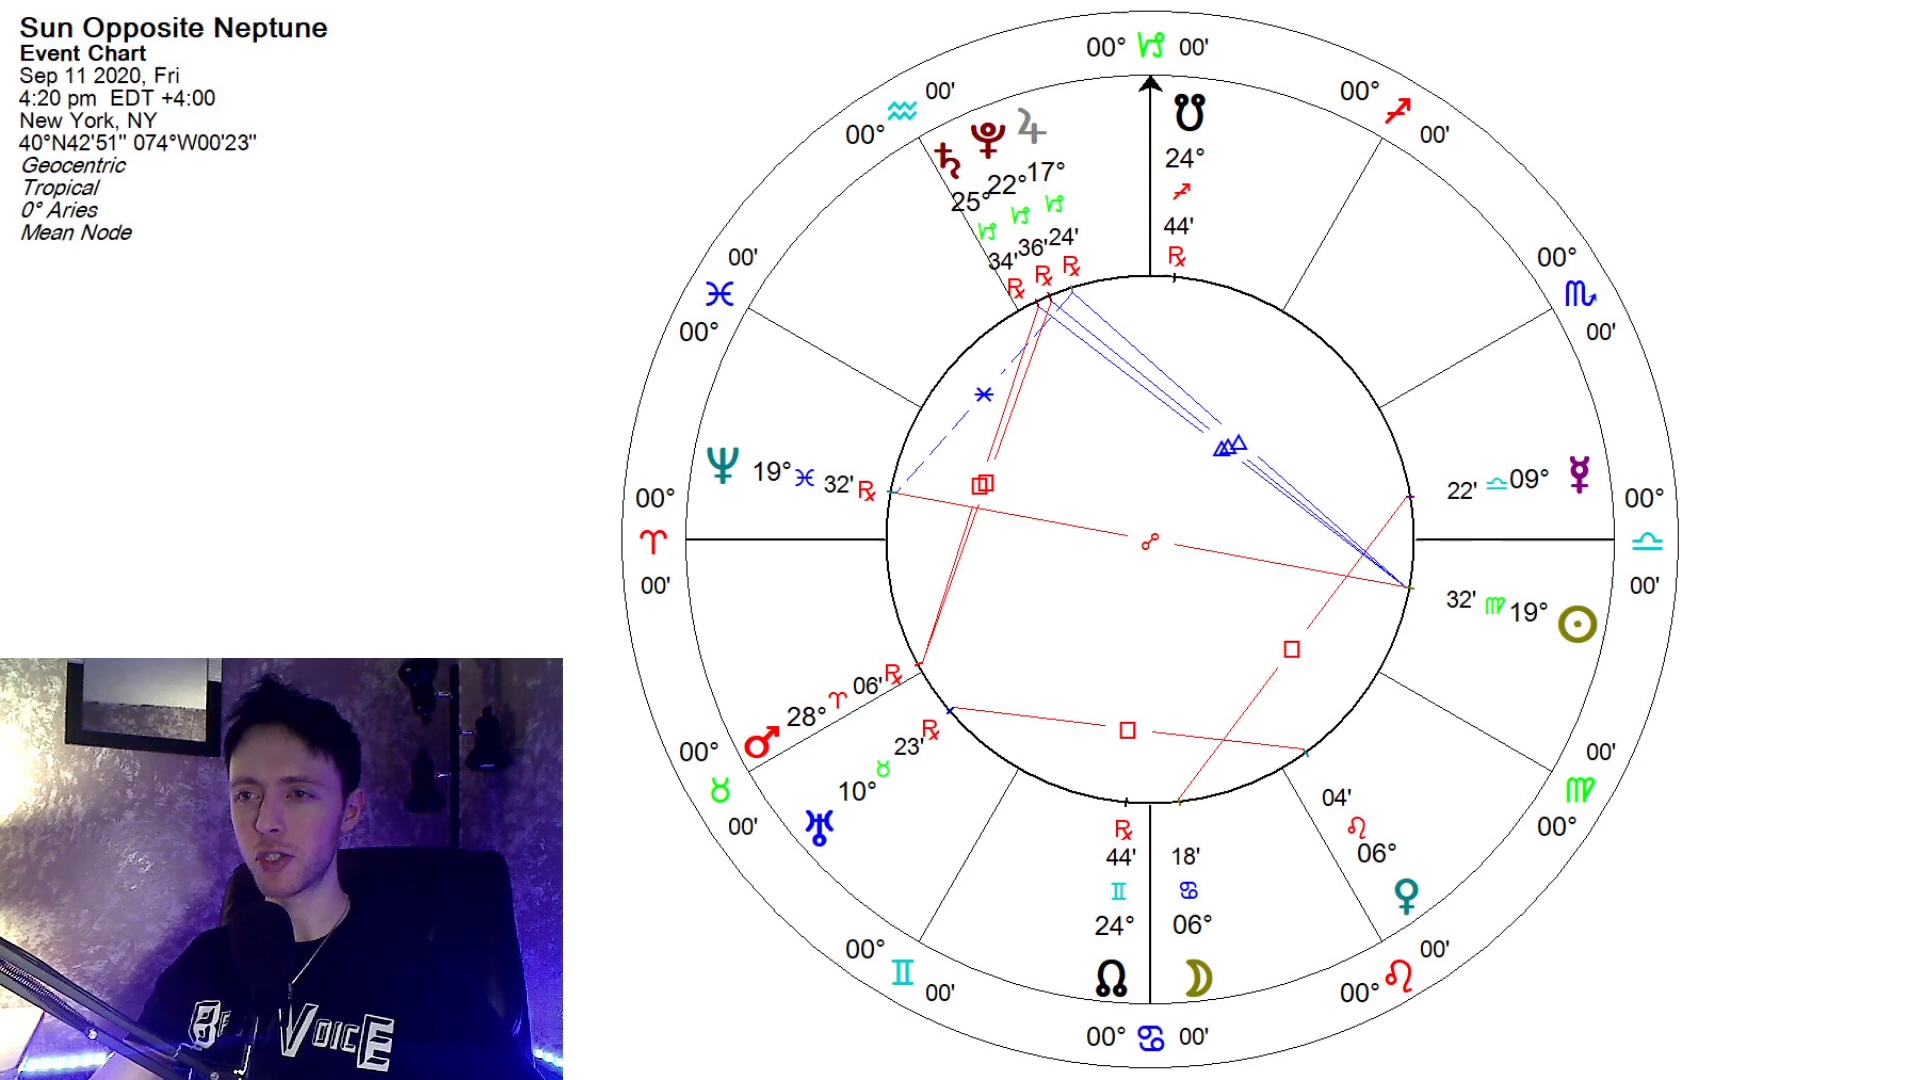 Sun Opposite Neptune
Event Chart
Sep 11 2020, Fri
4:20 pm EDT +4:00
New York, NY
40°N42'51" 074°W00'23"
Geocentric
Tropical
0° Aries
Mean Node
00° ♑ 00'
00° ♐ 00'
00° ♒ 00'
♄ ♇ ♃ ☋
25° 22° 17° 24°
♑ ♑ ♑ ♐
34' 36' 24' 44'
℞ ℞ ℞ ℞
00' ♓ 00°
00° ♏ 00'
♆ 19° ♓ 32' ℞
22' ♎ 09° ☿
00° ♈ 00'
00° ♎ 00'
32' ♍ 19° ☉
♂ 28° ♈ 06' ℞
00° ♉ 00'
00' ♍ 00°
♅ 10° ♉ 23' ℞
04' ♌ 06° ♀
℞
44' 18'
♊ ♋
24° 06°
☊ ☽
00° ♊ 00'
00° ♌ 00'
00° ♋ 00'
VOICE